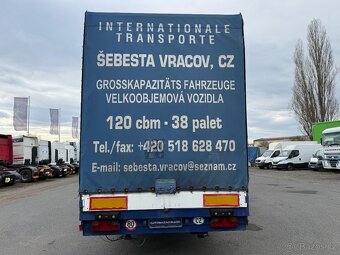 INTERNATIONALE
TRANSPORTE
ŠEBESTA VRACOV, CZ
GROSSKAPAZITÄTS FAHRZEUGE
VELKOOBJEMOVÁ VOZIDLA
120 cbm - 38 palet
Tel./fax: +420 518 628 470
E-mail: sebesta.vracov@seznam.cz
80